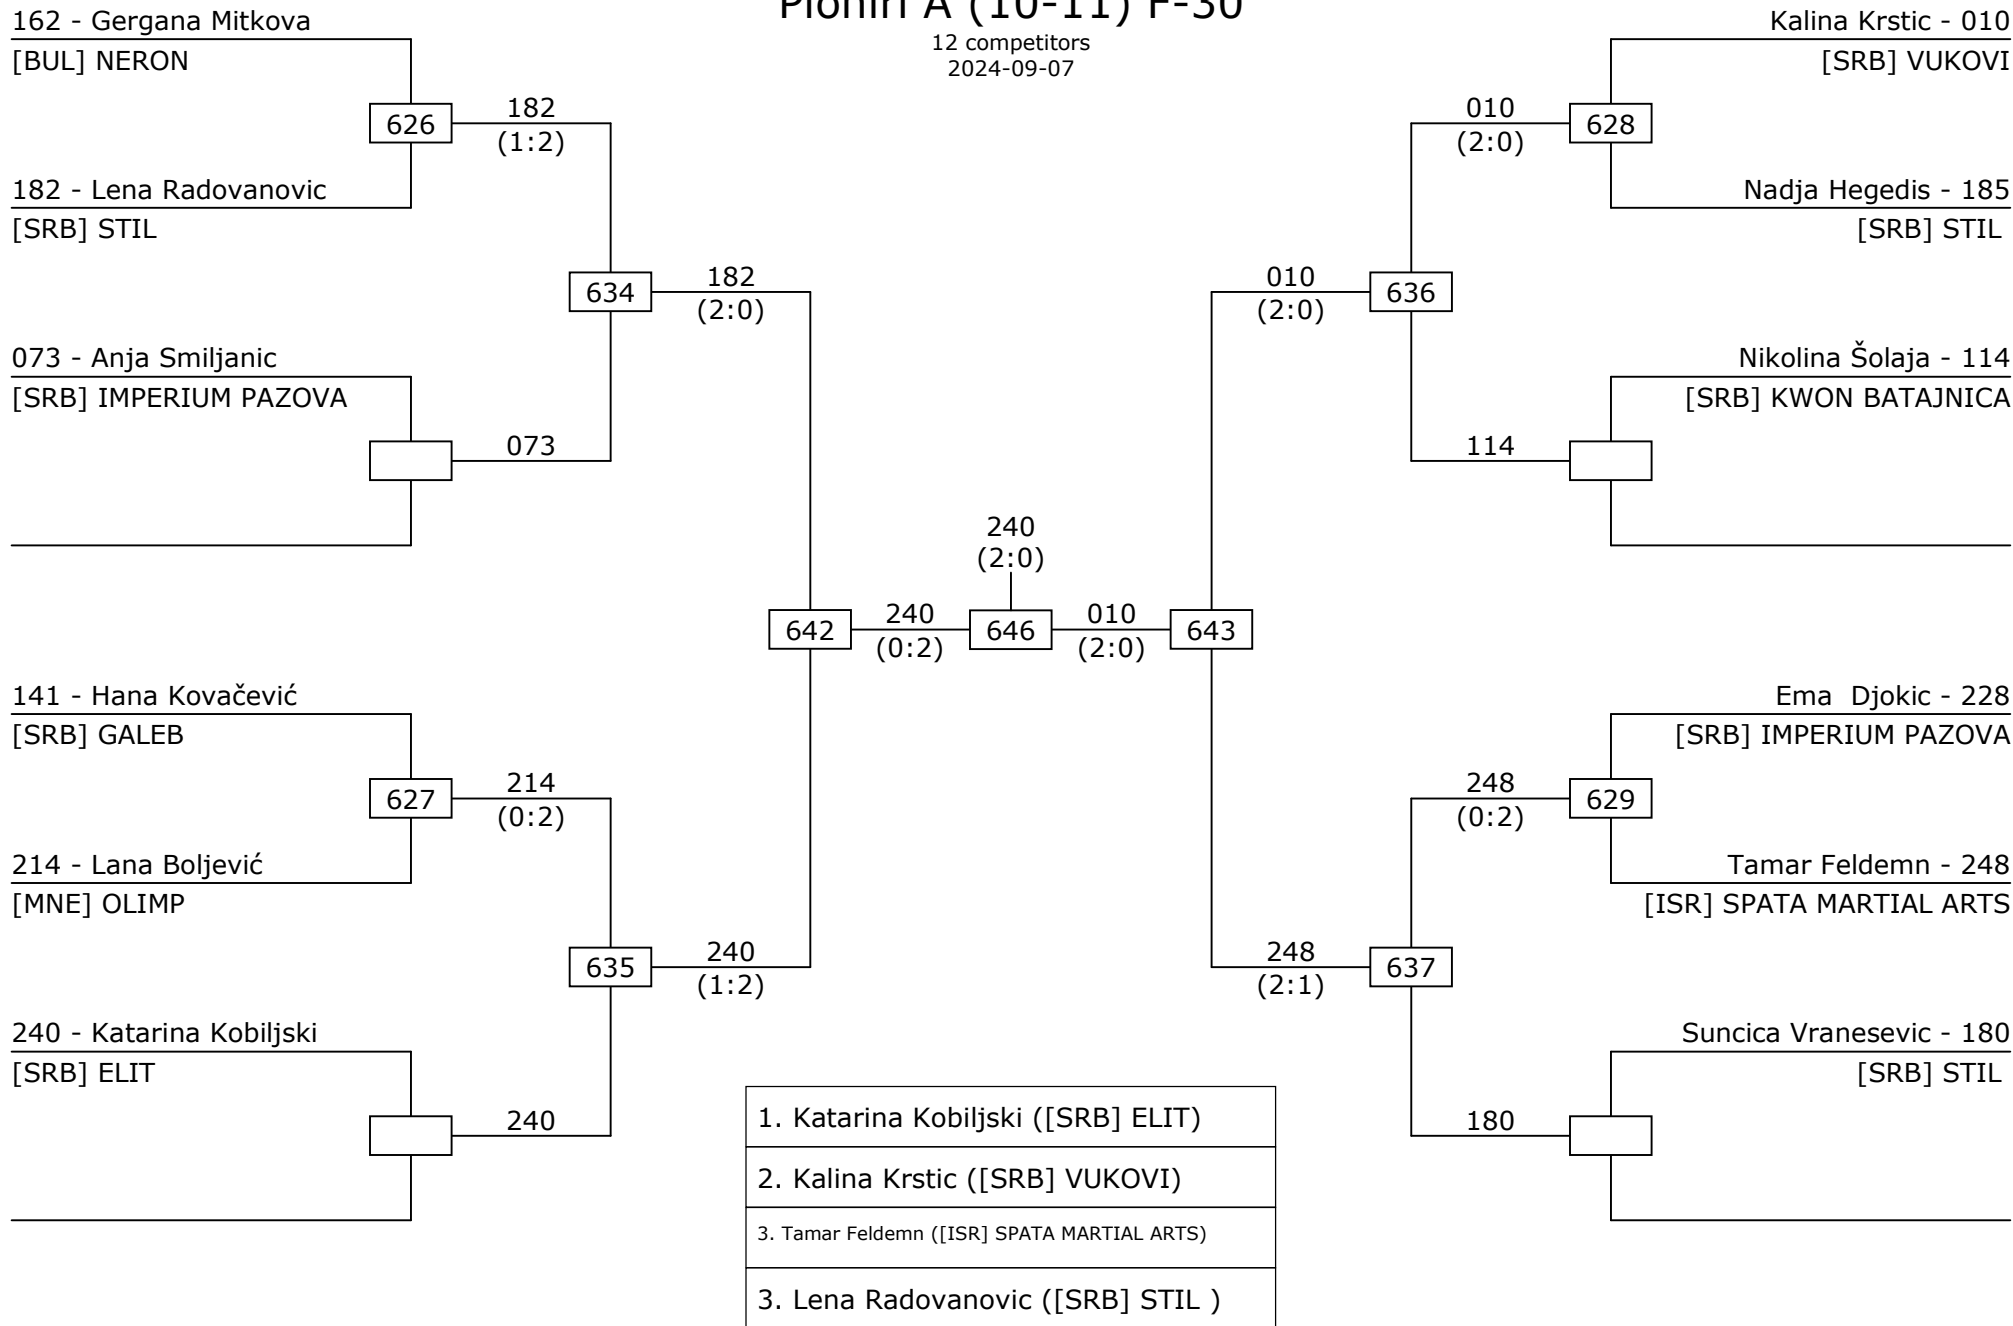 Pioniri A (10-11) F-30
12 competitors
2024-09-07
162 - Gergana Mitkova
[BUL] NERON
626
182
(1:2)
182 - Lena Radovanovic
[SRB] STIL
634
182
(2:0)
073 - Anja Smiljanic
[SRB] IMPERIUM PAZOVA
073
642
240
(0:2)
141 - Hana Kovačević
[SRB] GALEB
627
214
(0:2)
214 - Lana Boljević
[MNE] OLIMP
635
240
(1:2)
240 - Katarina Kobiljski
[SRB] ELIT
240
240
(2:0)
646
Kalina Krstic - 010
[SRB] VUKOVI
010
(2:0)
628
Nadja Hegedis - 185
[SRB] STIL
010
(2:0)
636
Nikolina Šolaja - 114
[SRB] KWON BATAJNICA
114
010
(2:0)
643
Ema  Djokic - 228
[SRB] IMPERIUM PAZOVA
248
(0:2)
629
Tamar Feldemn - 248
[ISR] SPATA MARTIAL ARTS
248
(2:1)
637
Suncica Vranesevic - 180
[SRB] STIL
180
1. Katarina Kobiljski ([SRB] ELIT)
2. Kalina Krstic ([SRB] VUKOVI)
3. Tamar Feldemn ([ISR] SPATA MARTIAL ARTS)
3. Lena Radovanovic ([SRB] STIL )